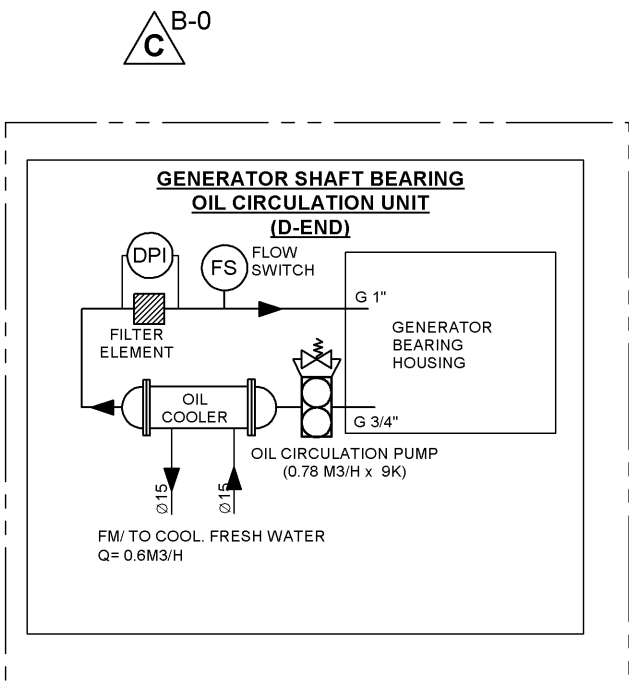 B-0
C
GENERATOR SHAFT BEARING
OIL CIRCULATION UNIT
(D-END)
DPI
FS
FLOW
SWITCH
G 1"
FILTER
ELEMENT
GENERATOR
BEARING
HOUSING
OIL
COOLER
G 3/4"
OIL CIRCULATION PUMP
(0.78 M3/H x 9K)
Ø15
Ø15
FM/ TO COOL. FRESH WATER
Q= 0.6M3/H